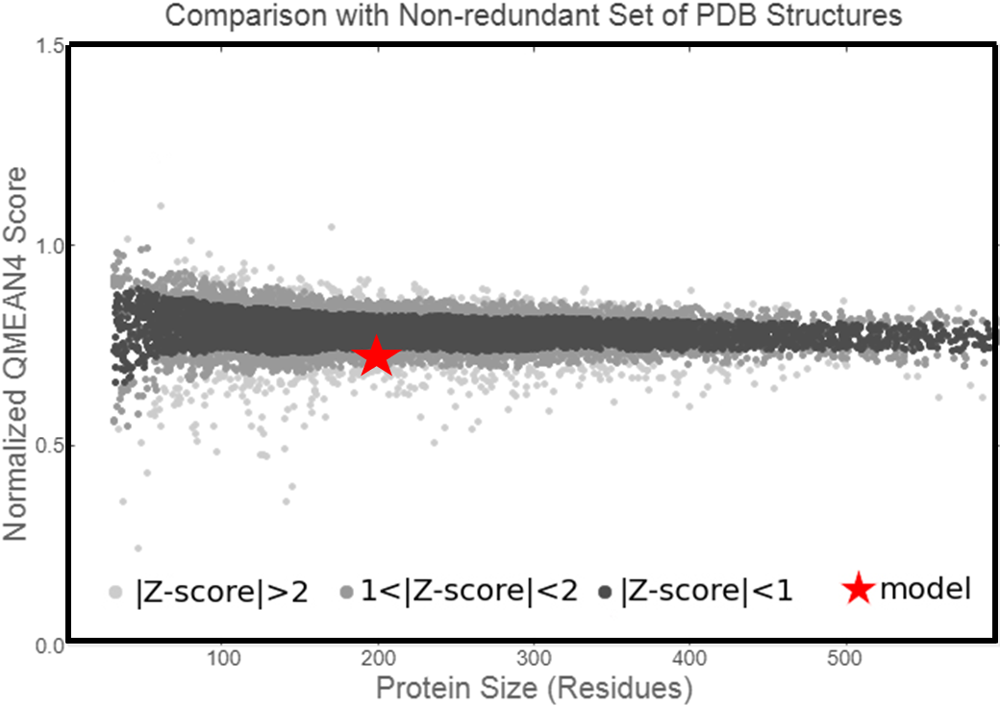 Comparison with Non-redundant Set of PDB Structures
Normalized QMEAN4 Score
1.5
1.0
0.5
0.0
|Z-score|>2 1<|Z-score|<2 |Z-score|<1 model
100 200 300 400 500
Protein Size (Residues)